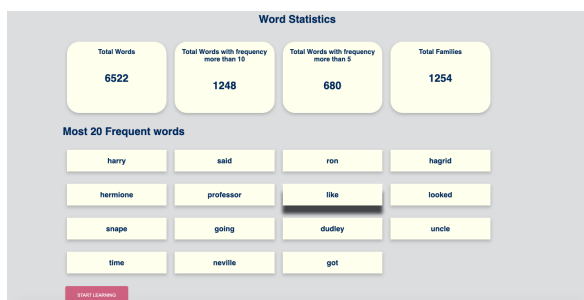 Word Statistics
Total Words
6522
Total Words with frequency
more than 10
1248
Total Words with frequency
more than 5
680
Total Families
1254
Most 20 Frequent words
harry said ron hagrid
hermione professor like looked
snape going dudley uncle
time neville got
START LEARNING